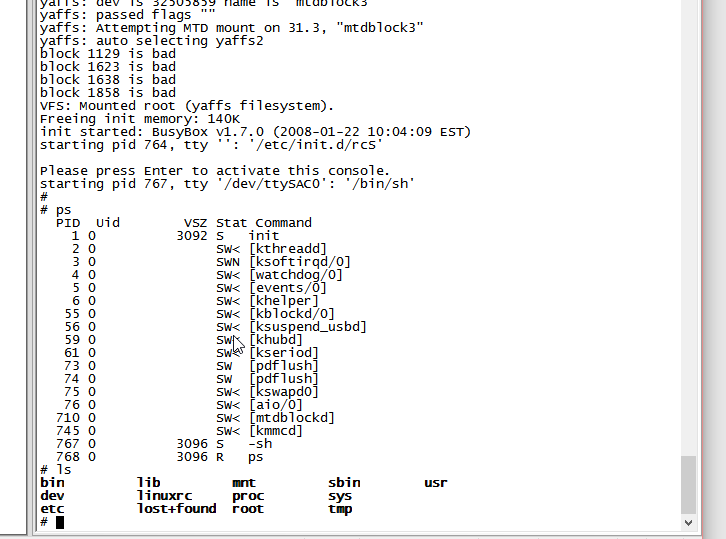 yaffs: dev is 32505859 name is "mtdblock3"
yaffs: passed flags ""
yaffs: Attempting MTD mount on 31.3, "mtdblock3"
yaffs: auto selecting yaffs2
block 1129 is bad
block 1623 is bad
block 1638 is bad
block 1858 is bad
VFS: Mounted root (yaffs filesystem).
Freeing init memory: 140K
init started: BusyBox v1.7.0 (2008-01-22 10:04:09 EST)
starting pid 764, tty '': '/etc/init.d/rcS'
Please press Enter to activate this console.
starting pid 767, tty '/dev/ttySAC0': '/bin/sh'
#
# ps
PID Uid VSZ Stat Command
1 0 3092 S init
2 0 SW< [kthreadd]
3 0 SWN [ksoftirqd/0]
4 0 SW< [watchdog/0]
5 0 SW< [events/0]
6 0 SW< [khelper]
55 0 SW< [kblockd/0]
56 0 SW< [ksuspend_usbd]
59 0 SW< [khubd]
61 0 SW< [kseriod]
73 0 SW [pdflush]
74 0 SW [pdflush]
75 0 SW< [kswapd0]
76 0 SW< [aio/0]
710 0 SW< [mtdblockd]
745 0 SW< [kmmcd]
767 0 3096 S -sh
768 0 3096 R ps
# ls
bin lib mnt sbin usr
dev linuxrc proc sys
etc lost+found root tmp
#